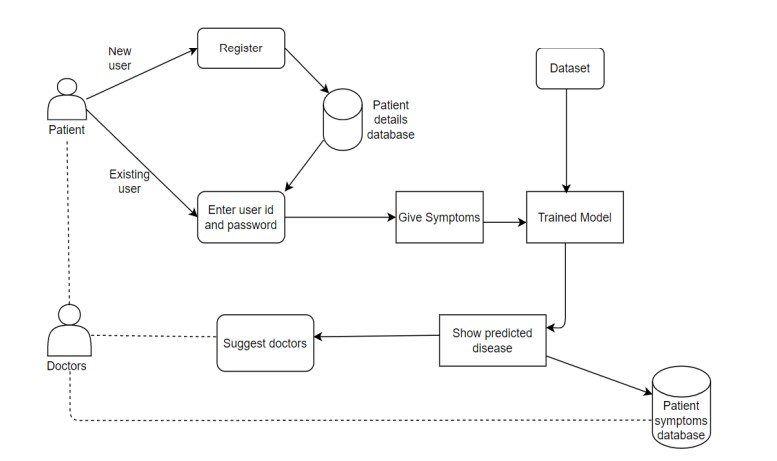 New
user
Register
Dataset
Patient
Patient
details
database
Existing
user
Enter user id
and password
Give Symptoms
Trained Model
Suggest doctors
Show predicted
disease
Doctors
Patient
symptoms
database